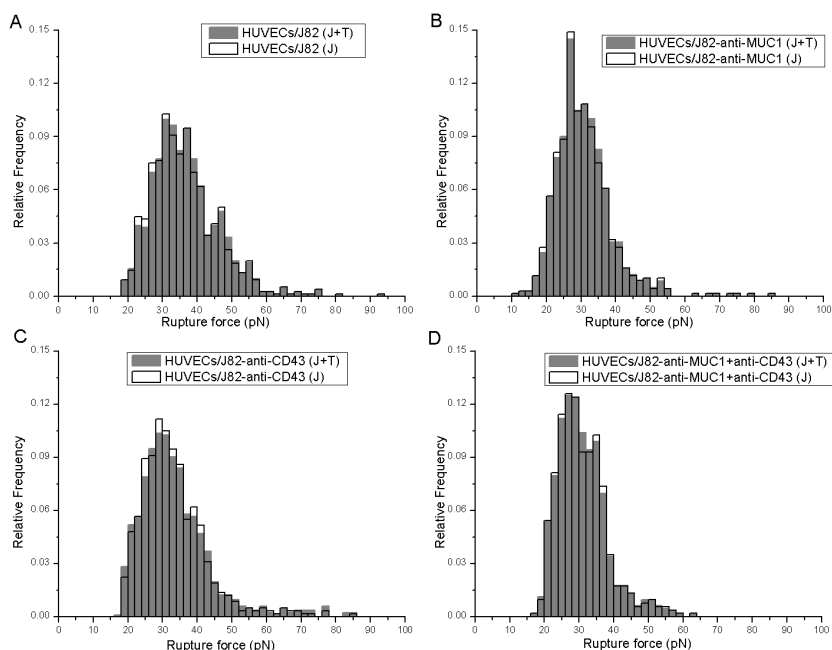 A
HUVECs/J82 (J+T)
HUVECs/J82 (J)
0.15
0.12
0.09
0.06
0.03
0.00
Relative Frequency
0 10 20 30 40 50 60 70 80 90 100
Rupture force (pN)
B
HUVECs/J82-anti-MUC1 (J+T)
HUVECs/J82-anti-MUC1 (J)
0.15
0.12
0.09
0.06
0.03
0.00
Relative Frequency
0 10 20 30 40 50 60 70 80 90 100
Rupture force (pN)
C
HUVECs/J82-anti-CD43 (J+T)
HUVECs/J82-anti-CD43 (J)
0.15
0.12
0.09
0.06
0.03
0.00
Relative Frequency
0 10 20 30 40 50 60 70 80 90 100
Rupture force (pN)
D
HUVECs/J82-anti-MUC1+anti-CD43 (J+T)
HUVECs/J82-anti-MUC1+anti-CD43 (J)
0.15
0.12
0.09
0.06
0.03
0.00
Relative Frequency
0 10 20 30 40 50 60 70 80 90 100
Rupture force (pN)